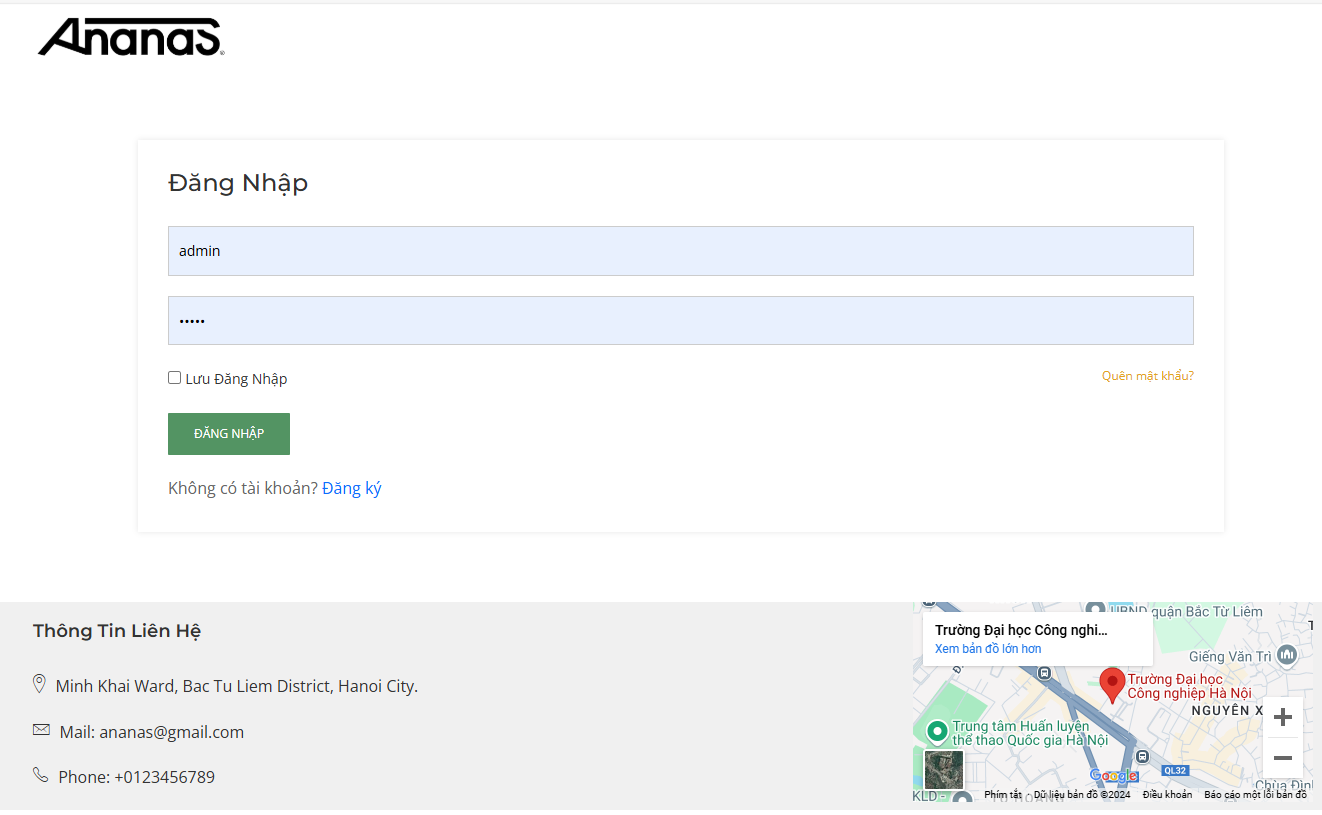 Ananas
Đăng Nhập
admin
•••••
Lưu Đăng Nhập
Quên mật khẩu?
ĐĂNG NHẬP
Không có tài khoản? Đăng ký
Thông Tin Liên Hệ
Minh Khai Ward, Bac Tu Liem District, Hanoi City.
Mail: ananas@gmail.com
Phone: +0123456789
UBND quận Bắc Từ Liêm
Trường Đại học Công nghi...
Xem bản đồ lớn hơn
Giếng Văn Trì
Trường Đại học
Công nghiệp Hà Nội
NGUYÊN X
Trung tâm Huấn luyện
thể thao Quốc gia Hà Nội
QL32
Google
Chùa Đìn
KLD -
Phím tắt
Dữ liệu bản đồ ©2024
Điều khoản
Báo cáo một lỗi bản đồ